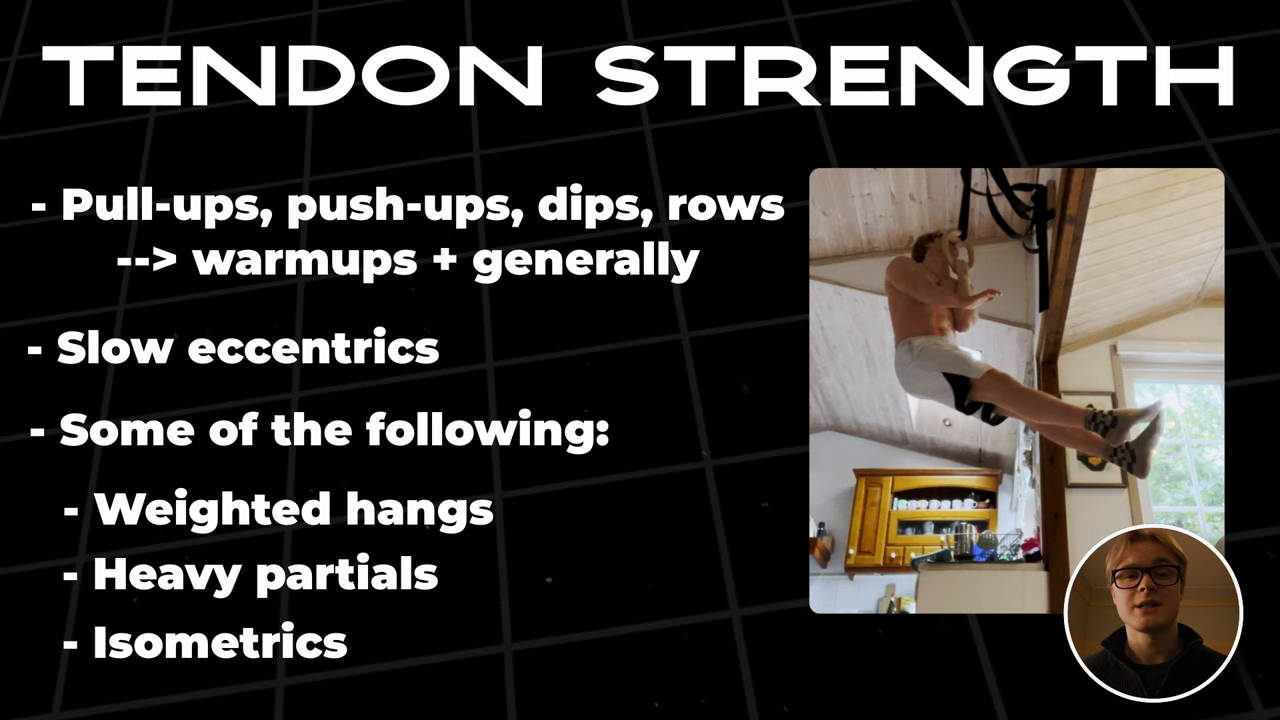 TENDON STRENGTH
- Pull-ups, push-ups, dips, rows
--> warmups + generally
- Slow eccentrics
- Some of the following:
- Weighted hangs
- Heavy partials
- Isometrics